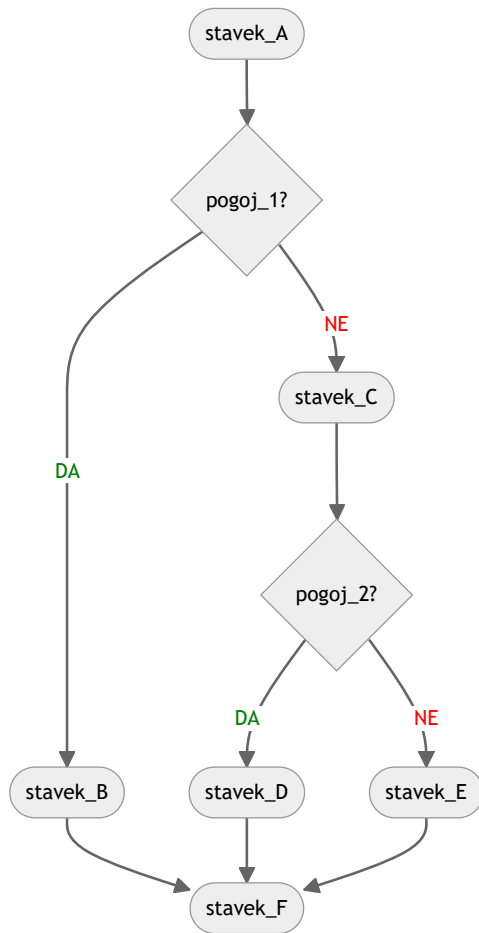 stavek_A
pogoj_1?
NE
stavek_C
DA
pogoj_2?
DA
NE
stavek_B
stavek_D
stavek_E
stavek_F